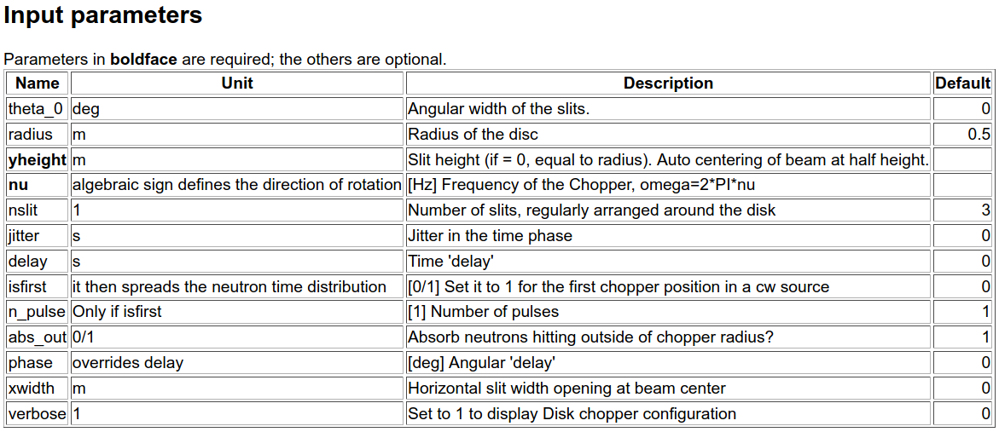 Input parameters
Parameters in boldface are required; the others are optional.
Name Unit Description Default
theta_0 deg Angular width of the slits. 0
radius m Radius of the disc 0.5
yheight m Slit height (if = 0, equal to radius). Auto centering of beam at half height.
nu algebraic sign defines the direction of rotation [Hz] Frequency of the Chopper, omega=2*PI*nu
nslit 1 Number of slits, regularly arranged around the disk 3
jitter s Jitter in the time phase 0
delay s Time 'delay' 0
isfirst it then spreads the neutron time distribution [0/1] Set it to 1 for the first chopper position in a cw source 0
n_pulse Only if isfirst [1] Number of pulses 1
abs_out 0/1 Absorb neutrons hitting outside of chopper radius? 1
phase overrides delay [deg] Angular 'delay' 0
xwidth m Horizontal slit width opening at beam center 0
verbose 1 Set to 1 to display Disk chopper configuration 0